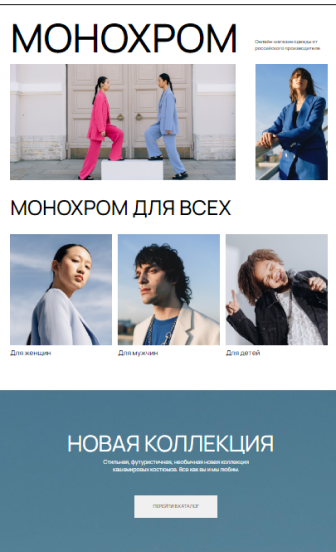 МОНОХРОМ
Онлайн-магазин одежды от
российского производителя
МОНОХРОМ ДЛЯ ВСЕХ
Для женщин
Для мужчин
Для детей
НОВАЯ КОЛЛЕКЦИЯ
Стильная, футуристичная, необычная новая коллекция
кашемировых костюмов. Все как вы и мы любим.
ПЕРЕЙТИ В КАТАЛОГ